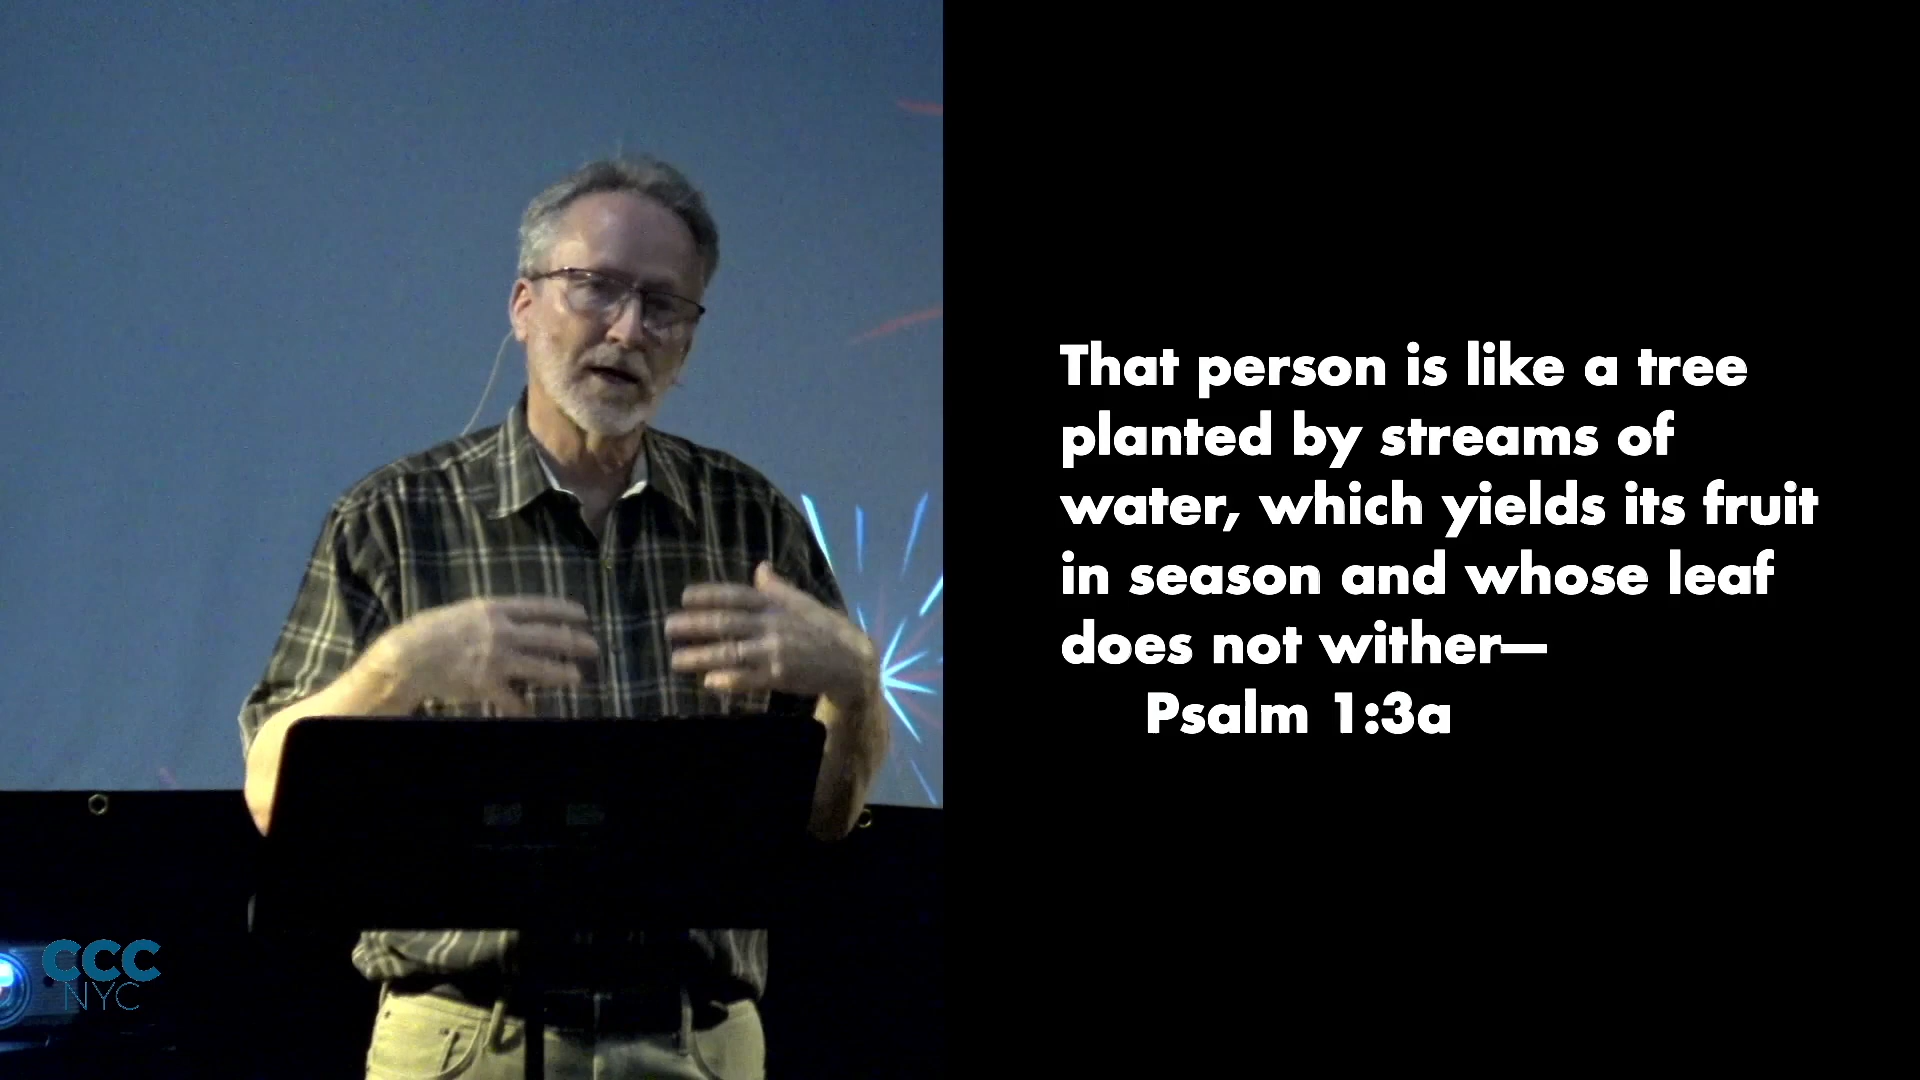 That person is like a tree
planted by streams of
water, which yields its fruit
in season and whose leaf
does not wither—
Psalm 1:3a
CCC
NYC